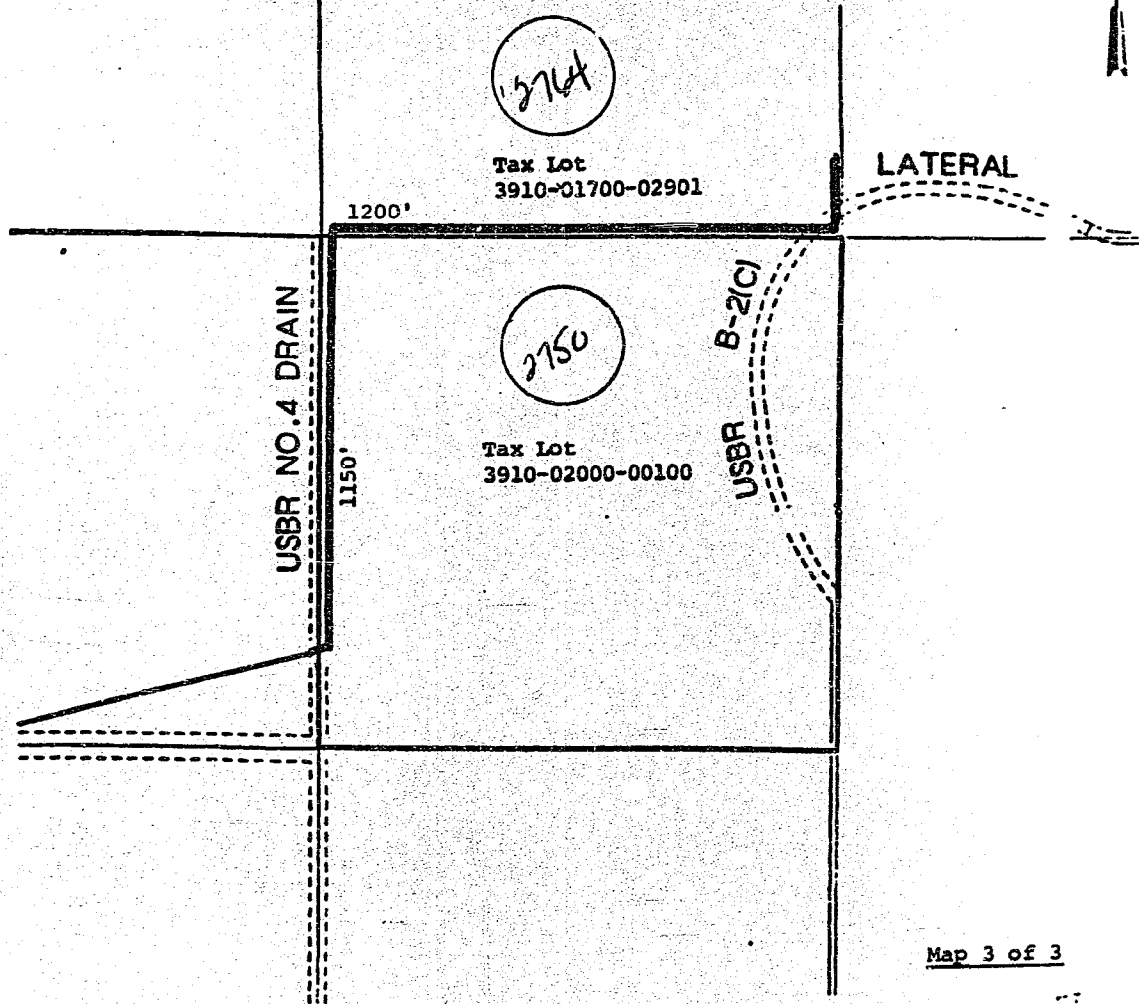 2764
Tax Lot
3910-01700-02901
LATERAL
1200'
USBR NO.4 DRAIN
1150'
2750
Tax Lot
3910-02000-00100
USBR B-2(C)
Map 3 of 3